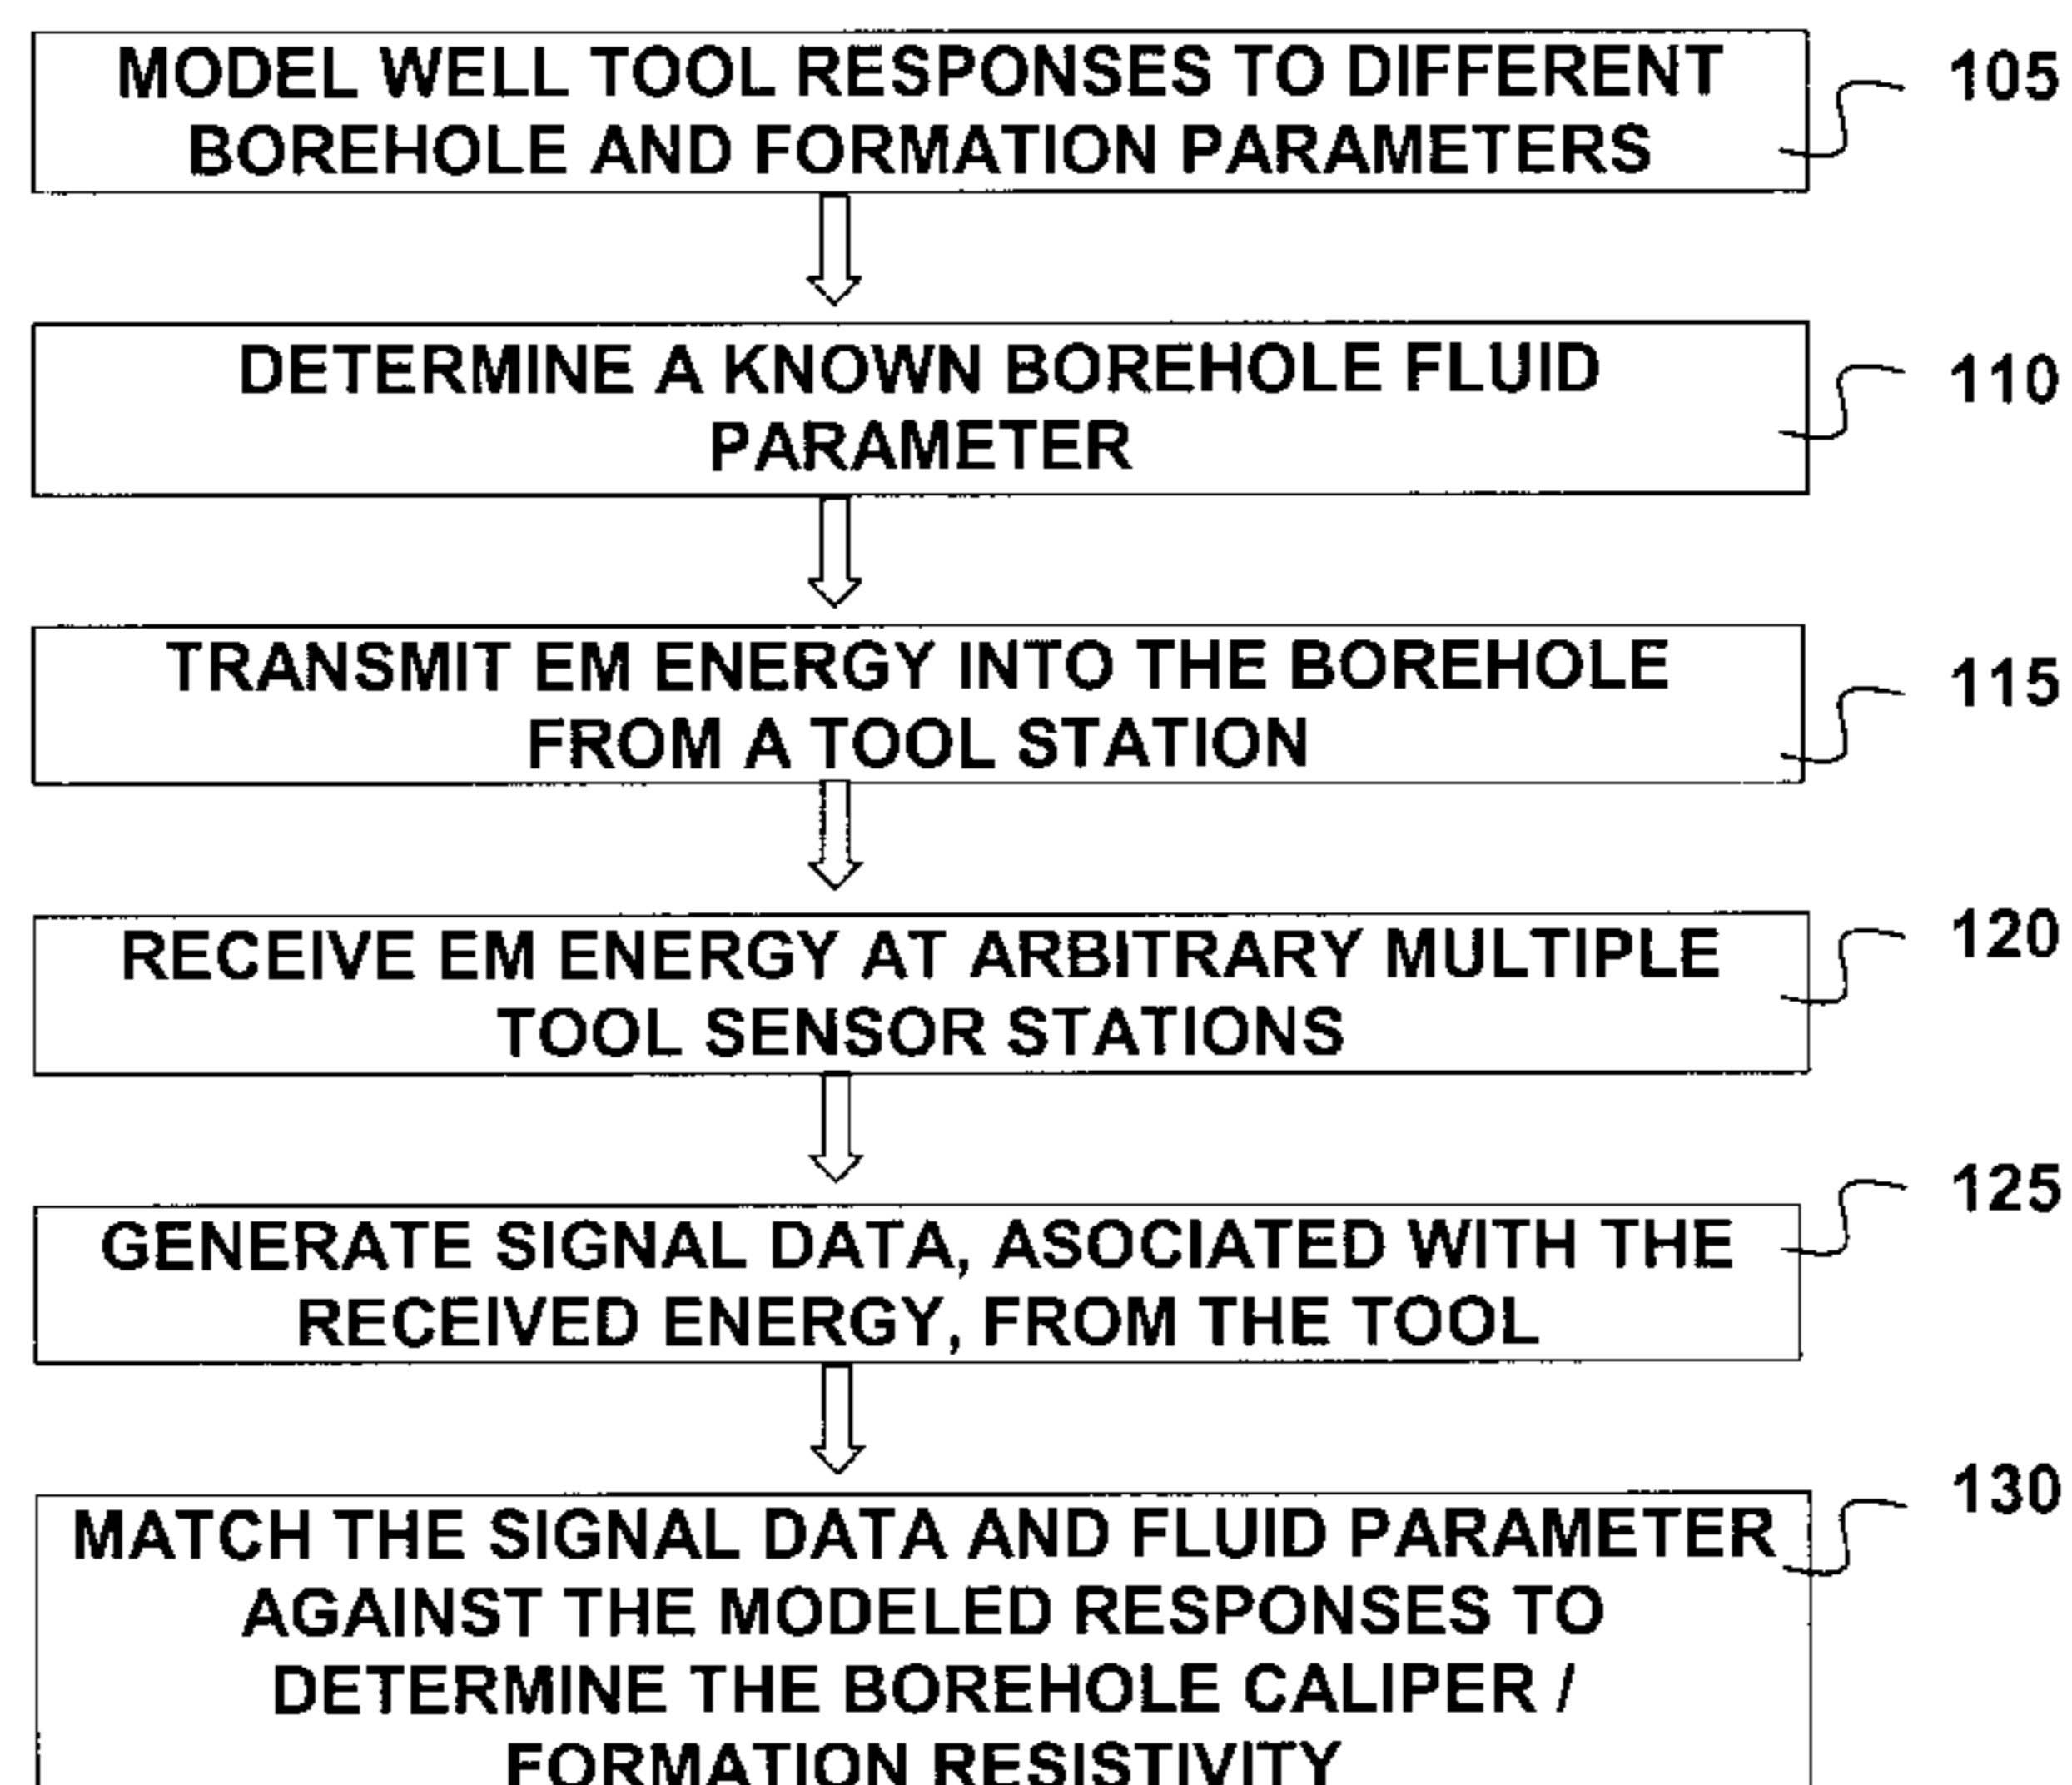 MODEL WELL TOOL RESPONSES TO DIFFERENT
BOREHOLE AND FORMATION PARAMETERS
105
DETERMINE A KNOWN BOREHOLE FLUID
PARAMETER
110
TRANSMIT EM ENERGY INTO THE BOREHOLE
FROM A TOOL STATION
115
RECEIVE EM ENERGY AT ARBITRARY MULTIPLE
TOOL SENSOR STATIONS
120
GENERATE SIGNAL DATA, ASOCIATED WITH THE
RECEIVED ENERGY, FROM THE TOOL
125
MATCH THE SIGNAL DATA AND FLUID PARAMETER
AGAINST THE MODELED RESPONSES TO
DETERMINE THE BOREHOLE CALIPER /
FORMATION RESISTIVITY
130